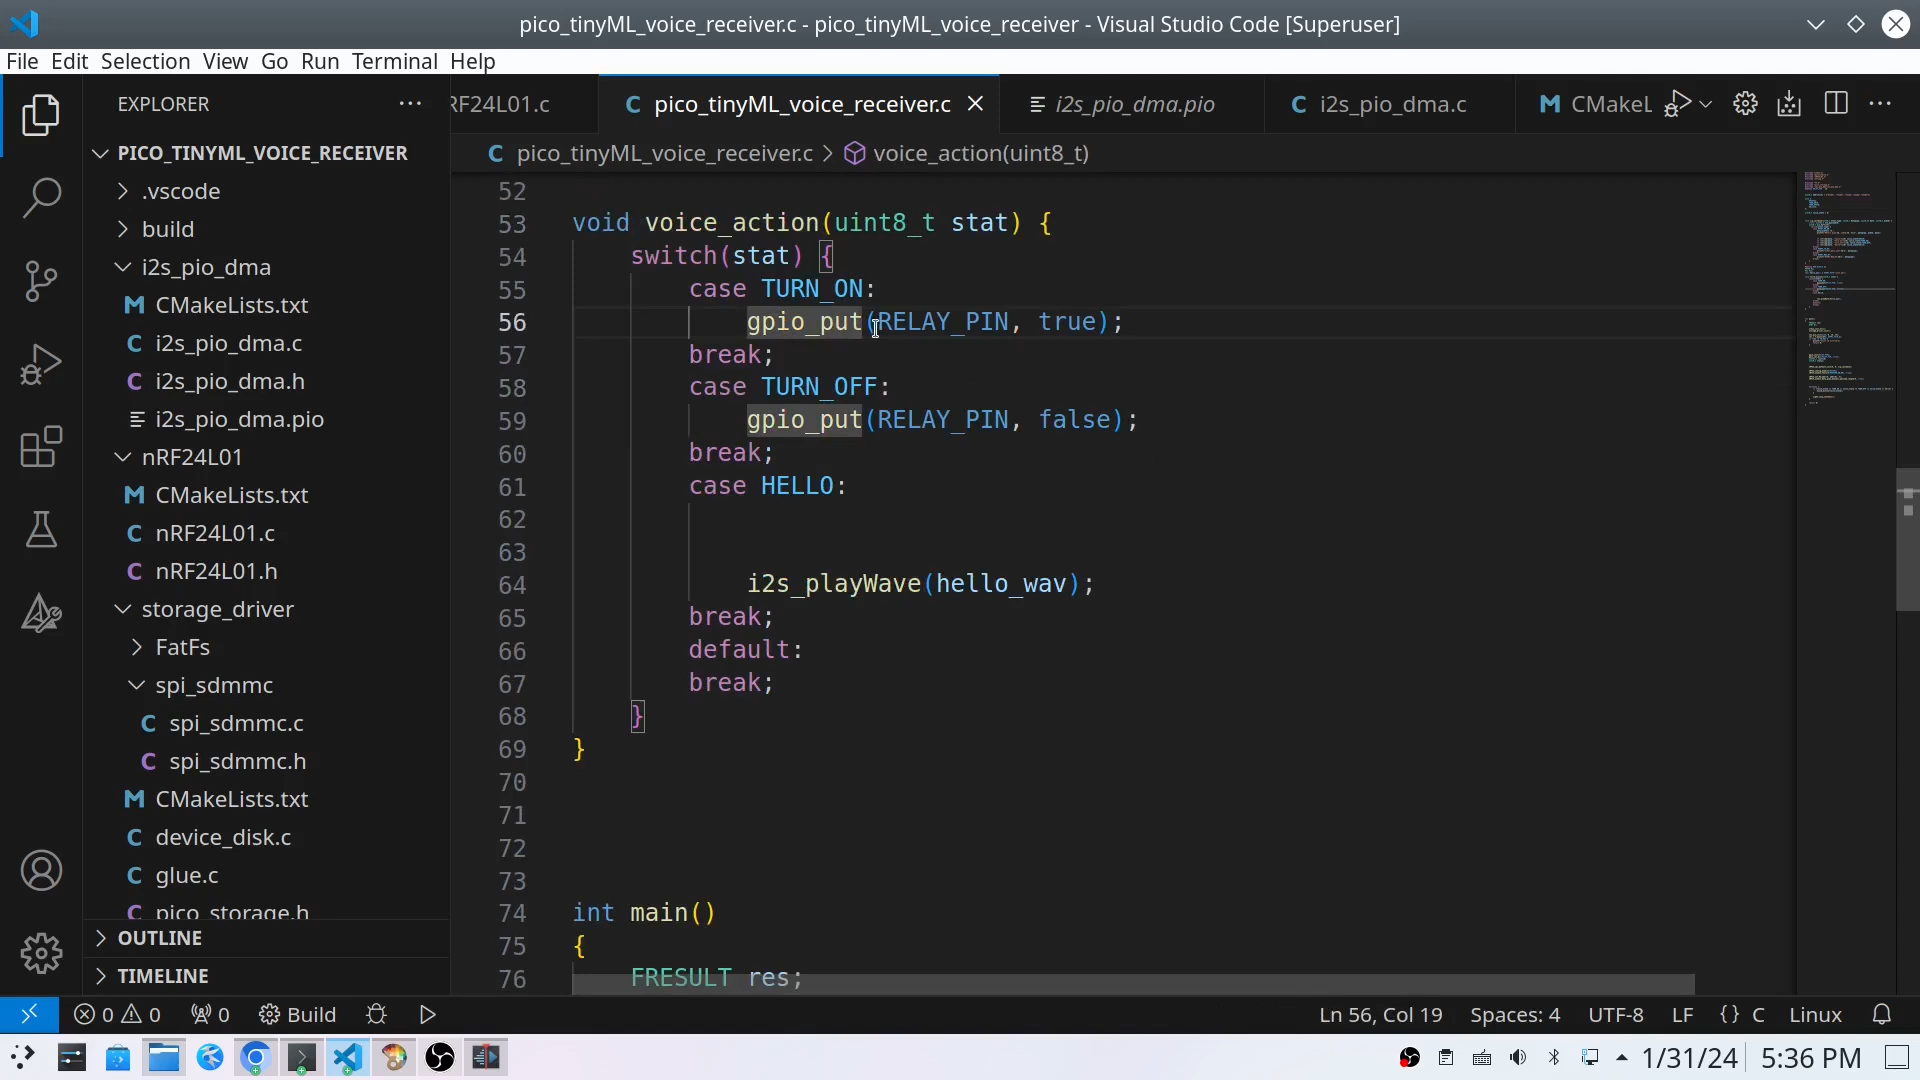 pico_tinyML_voice_receiver.c - pico_tinyML_voice_receiver - Visual Studio Code [Superuser]
File Edit Selection View Go Run Terminal Help
EXPLORER
RF24L01.c
pico_tinyML_voice_receiver.c
i2s_pio_dma.pio
i2s_pio_dma.c
CMakeL
PICO_TINYML_VOICE_RECEIVER
pico_tinyML_voice_receiver.c > voice_action(uint8_t)
.vscode
build
i2s_pio_dma
CMakeLists.txt
i2s_pio_dma.c
i2s_pio_dma.h
i2s_pio_dma.pio
nRF24L01
CMakeLists.txt
nRF24L01.c
nRF24L01.h
storage_driver
FatFs
spi_sdmmc
spi_sdmmc.c
spi_sdmmc.h
CMakeLists.txt
device_disk.c
glue.c
pico_storage.h
OUTLINE
TIMELINE
52
53 void voice_action(uint8_t stat) {
54 switch(stat) {
55 case TURN_ON:
56 gpio_put(RELAY_PIN, true);
57 break;
58 case TURN_OFF:
59 gpio_put(RELAY_PIN, false);
60 break;
61 case HELLO:
62
63
64 i2s_playWave(hello_wav);
65 break;
66 default:
67 break;
68 }
69 }
70
71
72
73
74 int main()
75 {
76 FRESULT res;
0 0 0 Build Ln 56, Col 19 Spaces: 4 UTF-8 LF {} C Linux
1/31/24 5:36 PM